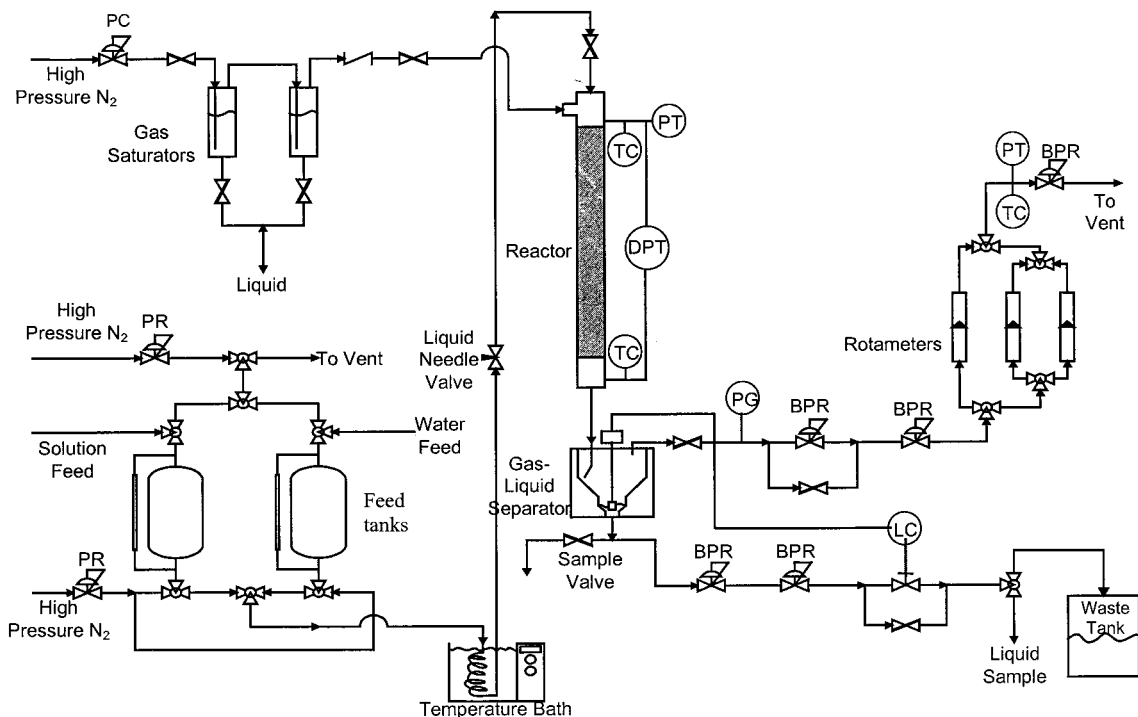 PC
High
Pressure N2
Gas
Saturators
Liquid
PT
TC
Reactor
DPT
TC
PT
BPR
TC
To
Vent
Rotameters
High
Pressure N2
PR
To Vent
Liquid
Needle
Valve
Solution
Feed
Water
Feed
Feed
tanks
PR
High
Pressure N2
Temperature Bath
PG
BPR
BPR
Gas-
Liquid
Separator
LC
Sample
Valve
BPR
BPR
Liquid
Sample
Waste
Tank